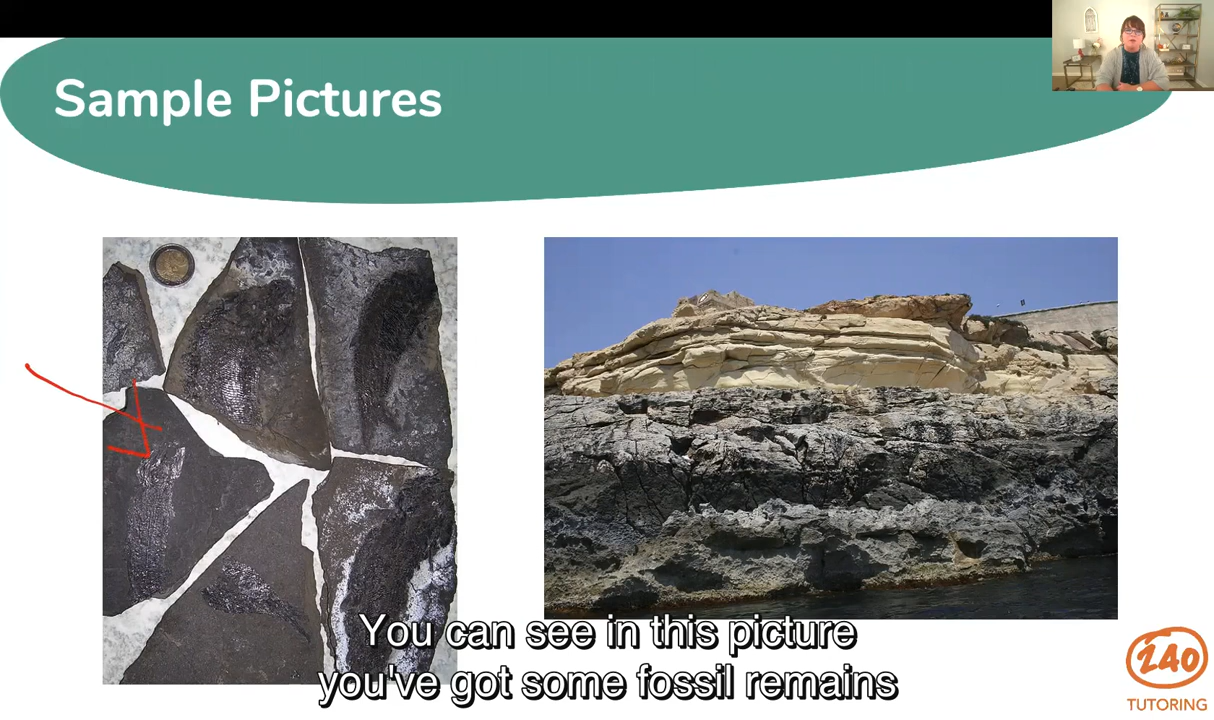 Sample Pictures
You can see in this picture
you've got some fossil remains
240
TUTORING